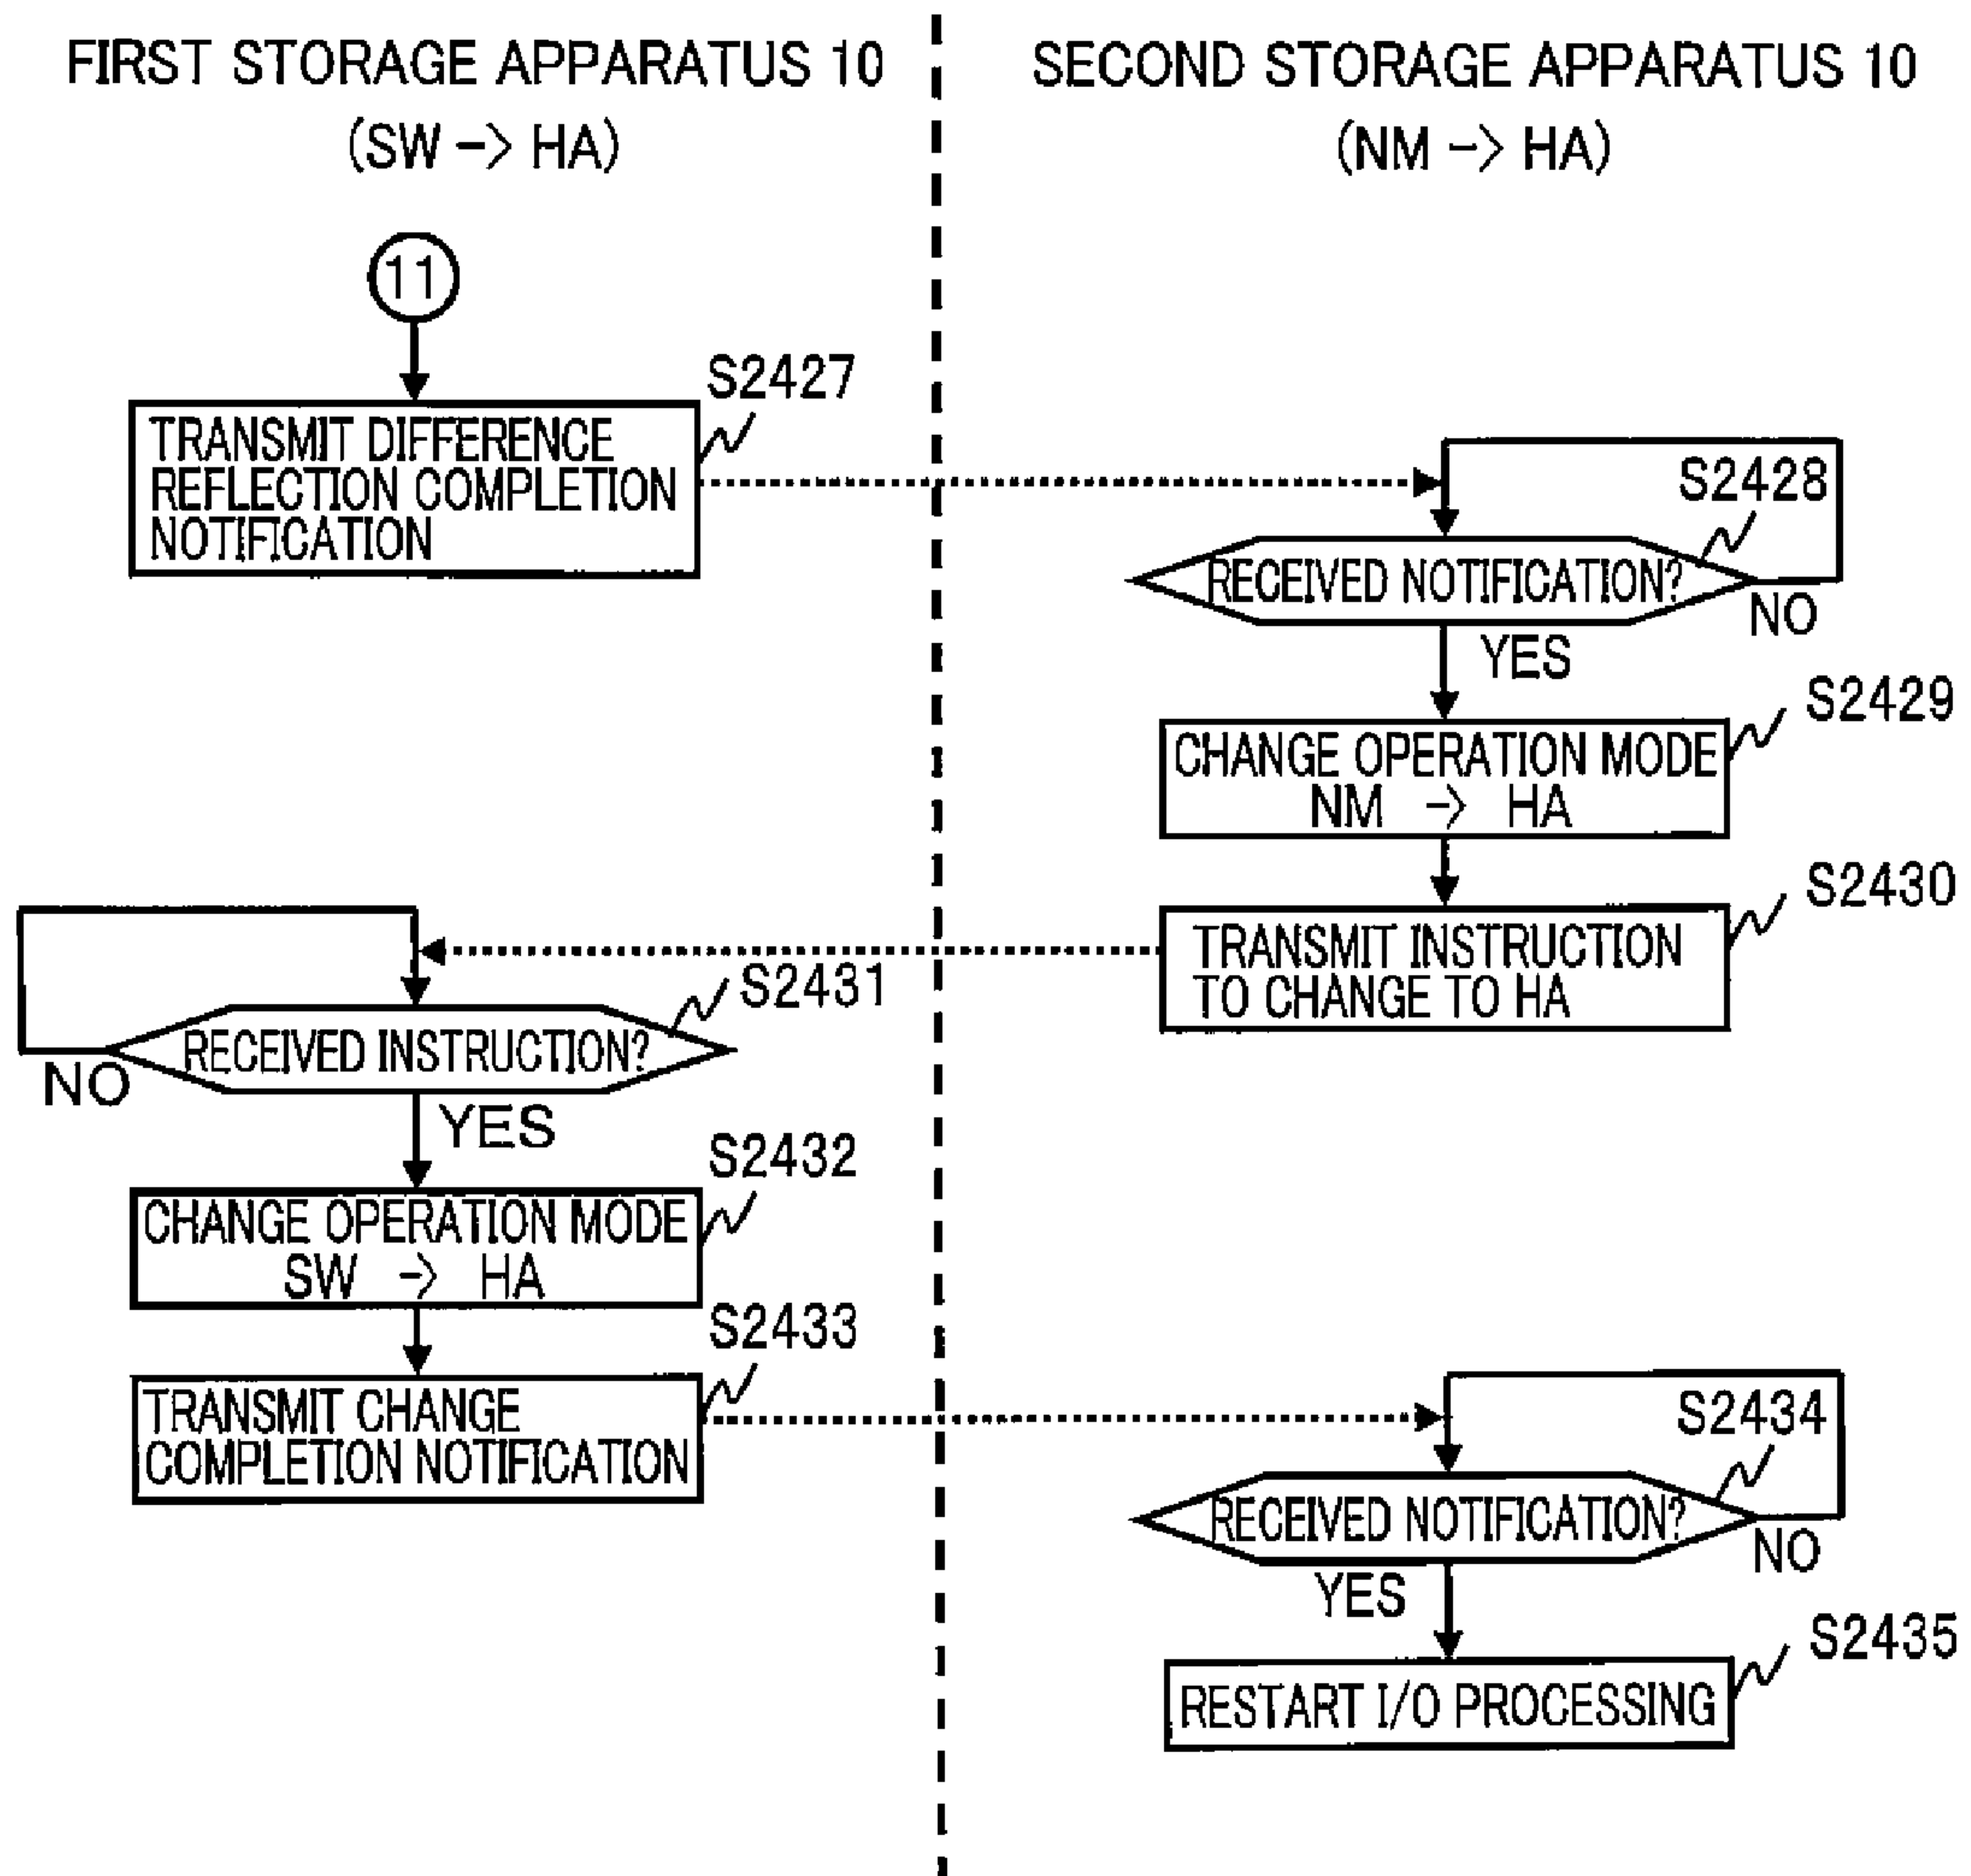 FIRST STORAGE APPARATUS 10
(SW -> HA)
SECOND STORAGE APPARATUS 10
(NM -> HA)
11
S2427
TRANSMIT DIFFERENCE
REFLECTION COMPLETION
NOTIFICATION
S2428
RECEIVED NOTIFICATION?
NO
YES
S2429
CHANGE OPERATION MODE
NM -> HA
S2430
TRANSMIT INSTRUCTION
TO CHANGE TO HA
S2431
RECEIVED INSTRUCTION?
NO
YES
S2432
CHANGE OPERATION MODE
SW -> HA
S2433
TRANSMIT CHANGE
COMPLETION NOTIFICATION
S2434
RECEIVED NOTIFICATION?
NO
YES
S2435
RESTART I/O PROCESSING